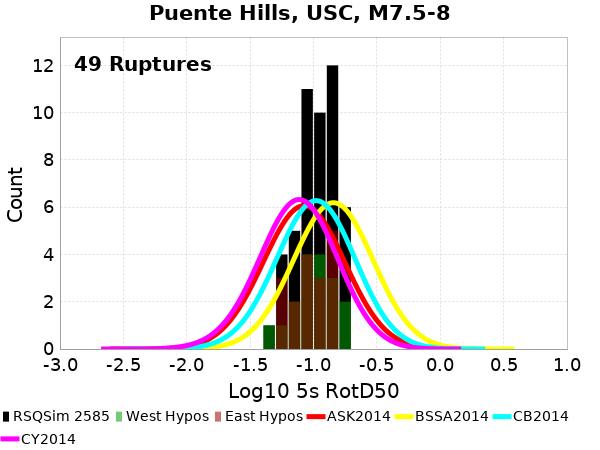 Puente Hills, USC, M7.5-8
49 Ruptures
12
10
8
6
4
2
0
Count
-3.0 -2.5 -2.0 -1.5 -1.0 -0.5 0.0 0.5 1.0
Log10 5s RotD50
RSQSim 2585 West Hypos East Hypos ASK2014 BSSA2014 CB2014
CY2014